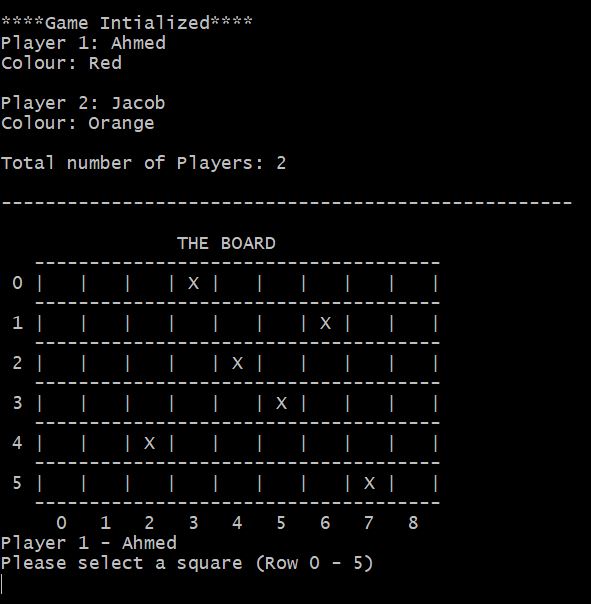 ****Game Intialized****
Player 1: Ahmed
Colour: Red
Player 2: Jacob
Colour: Orange
Total number of Players: 2
----------------------------------------------------
THE BOARD
-------------------------------------
0 |   |   |   | X |   |   |   |   |   |
-------------------------------------
1 |   |   |   |   |   |   | X |   |   |
-------------------------------------
2 |   |   |   |   | X |   |   |   |   |
-------------------------------------
3 |   |   |   |   |   | X |   |   |   |
-------------------------------------
4 |   |   | X |   |   |   |   |   |   |
-------------------------------------
5 |   |   |   |   |   |   |   | X |   |
-------------------------------------
0   1   2   3   4   5   6   7   8
Player 1 - Ahmed
Please select a square (Row 0 - 5)